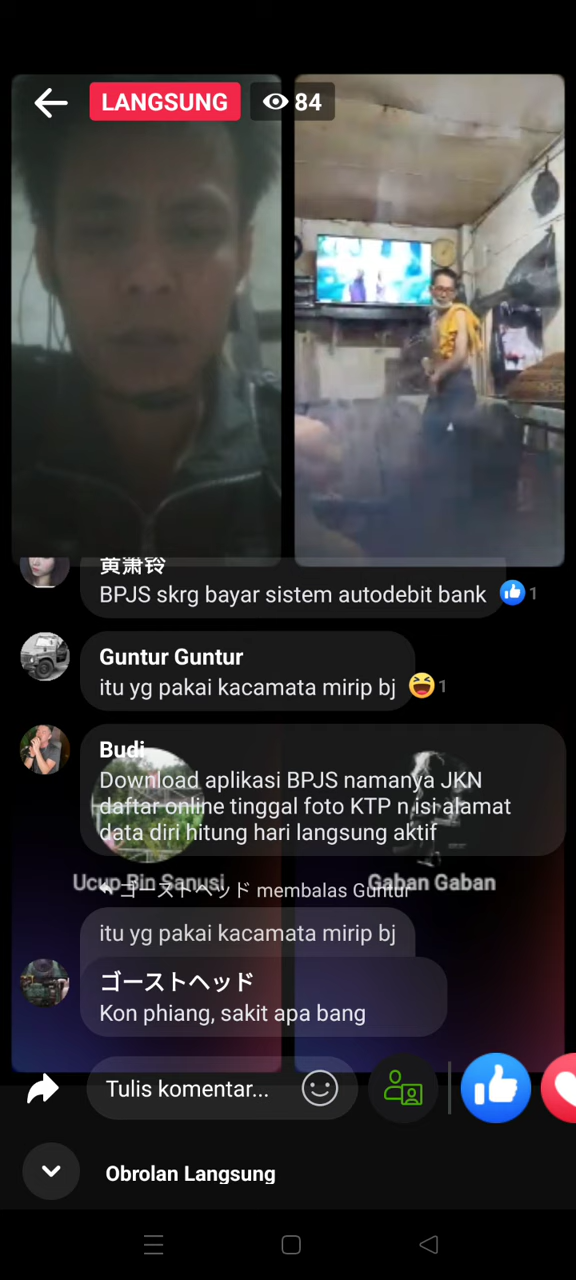 LANGSUNG 84
黄萧铃
BPJS skrg bayar sistem autodebit bank 1
Guntur Guntur
itu yg pakai kacamata mirip bj 1
Budi
Download aplikasi BPJS namanya JKN
daftar online tinggal foto KTP n isi alamat
data diri hitung hari langsung aktif
Ucup Bin Sanusi
Gaban Gaban
ゴーストヘッド membalas Guntur
itu yg pakai kacamata mirip bj
ゴーストヘッド
Kon phiang, sakit apa bang
Tulis komentar...
Obrolan Langsung